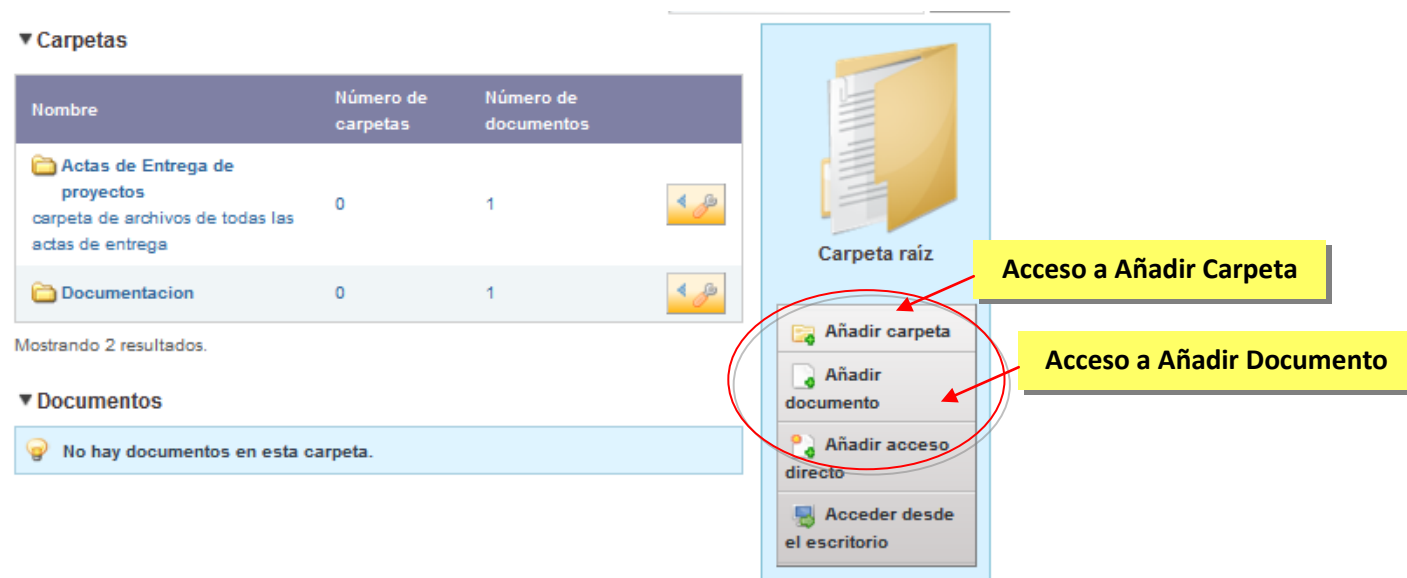 ▼Carpetas
Nombre
Número de
carpetas
Número de
documentos
Actas de Entrega de
proyectos
carpeta de archivos de todas las
actas de entrega
0
1
Documentacion
0
1
Mostrando 2 resultados.
▼Documentos
No hay documentos en esta carpeta.
Carpeta raíz
Añadir carpeta
Añadir
documento
Añadir acceso
directo
Acceder desde
el escritorio
Acceso a Añadir Carpeta
Acceso a Añadir Documento